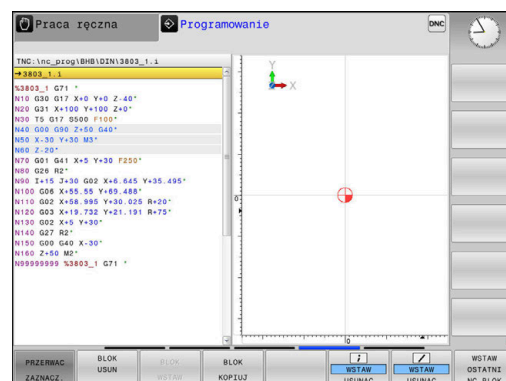 Praca ręczna
Programowanie
DNC
TNC:\nc_prog\BHB\DIN\3803_1.i
→3803_1.i
%3803_1 G71 *
N10 G30 G17 X+0 Y+0 Z-40*
N20 G31 X+100 Y+100 Z+0*
N30 T5 G17 S500 F100*
N40 G00 G90 Z+50 G40*
N50 X-30 Y+30 M3*
N60 Z-20*
N70 G01 G41 X+5 Y+30 F250*
N80 G26 R2*
N90 I+15 J+30 G02 X+6.645 Y+35.495*
N100 G06 X+55.55 Y+69.488*
N110 G02 X+58.995 Y+30.025 R+20*
N120 G03 X+19.732 Y+21.191 R+75*
N130 G02 X+5 Y+30*
N140 G27 R2*
N150 G00 G40 X-30*
N160 Z+50 M2*
N99999999 %3803_1 G71 *
Y
X
0
0
PRZERWAC
ZAZNACZ.
BLOK
USUN
BLOK
WSTAW
BLOK
KOPIUJ
WSTAW
USUNAC
WSTAW
USUNAC
WSTAW
OSTATNI
NC BLOK